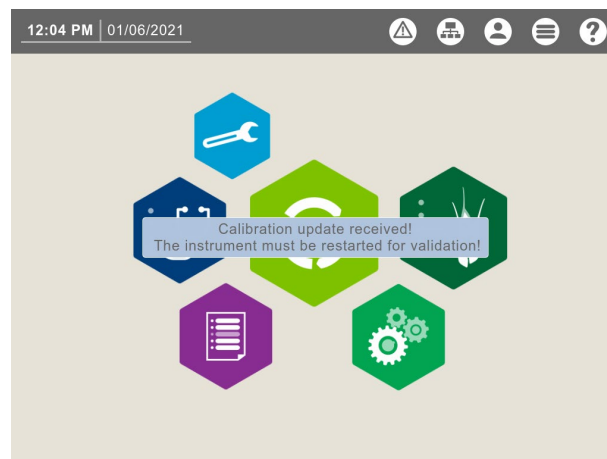 12:04 PM 01/06/2021
Calibration update received!
The instrument must be restarted for validation!